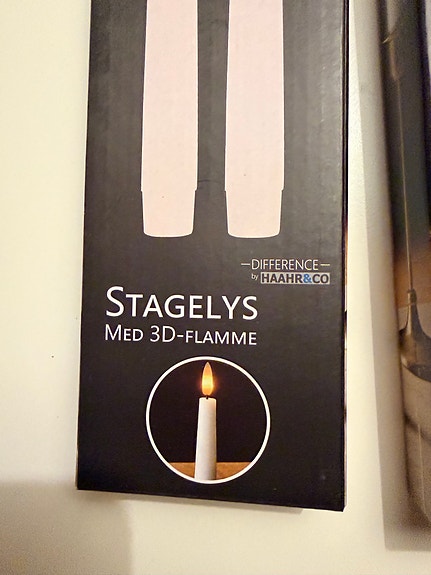 —DIFFERENCE—
by HAAHR&CO
STAGELYS
MED 3D-FLAMME